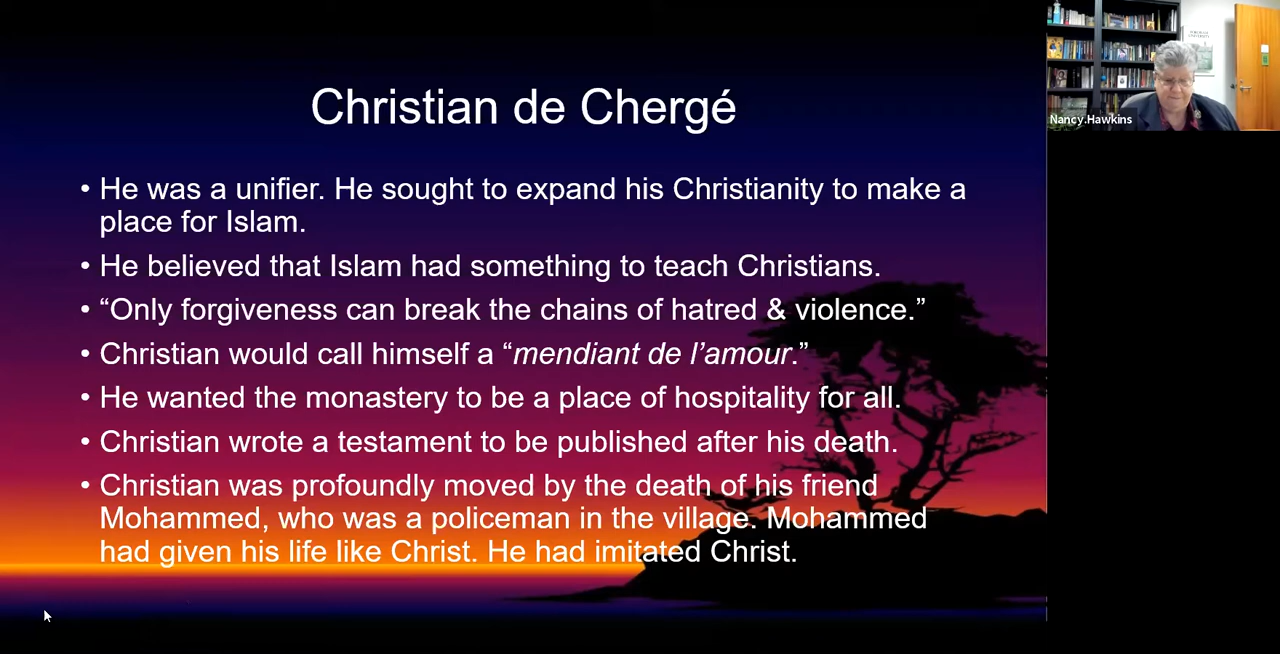 Christian de Chergé
• He was a unifier. He sought to expand his Christianity to make a
place for Islam.
• He believed that Islam had something to teach Christians.
• “Only forgiveness can break the chains of hatred & violence.”
• Christian would call himself a “mendiant de l’amour.”
• He wanted the monastery to be a place of hospitality for all.
• Christian wrote a testament to be published after his death.
• Christian was profoundly moved by the death of his friend
Mohammed, who was a policeman in the village. Mohammed
had given his life like Christ. He had imitated Christ.
Nancy.Hawkins